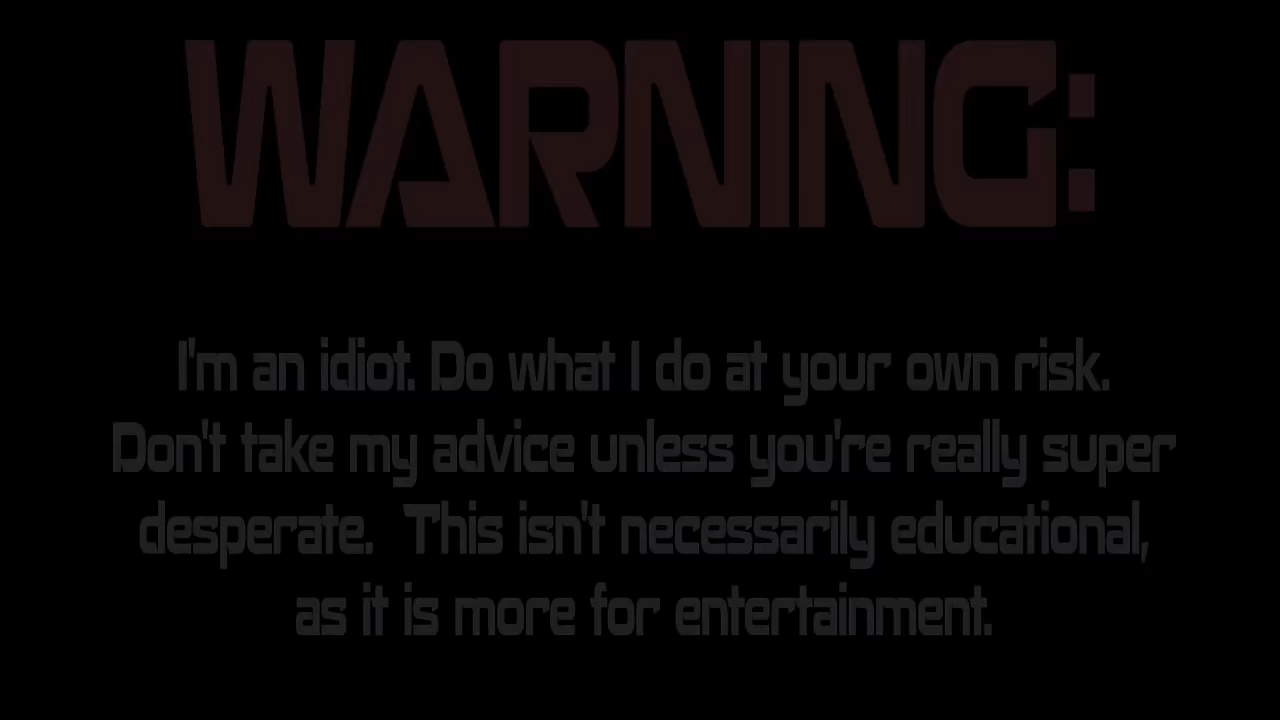 WARNING:
I'm an idiot. Do what I do at your own risk.
Don't take my advice unless you're really super
desperate.  This isn't necessarily educational,
as it is more for entertainment.